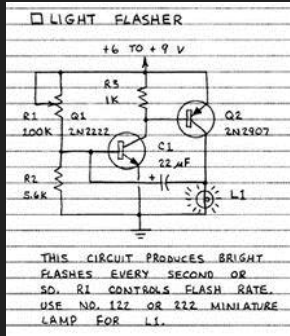 LIGHT FLASHER
+6 TO +9 V
R3
1K
R1
100K
Q1
2N2222
Q2
2N2907
C1
22 µF
+
R2
5.6K
L1
THIS CIRCUIT PRODUCES BRIGHT
FLASHES EVERY SECOND OR
SO. R1 CONTROLS FLASH RATE.
USE NO. 122 OR 222 MINIATURE
LAMP FOR L1.